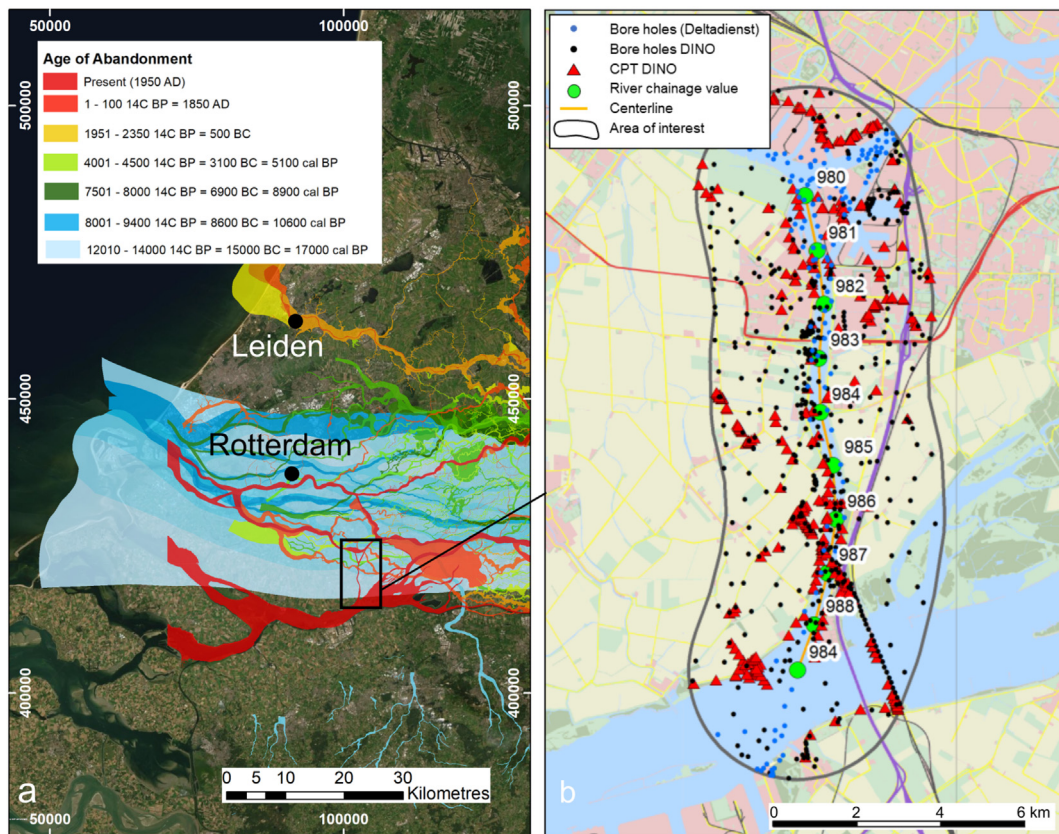 50000
100000
Age of Abandonment
Present (1950 AD)
1 - 100 14C BP = 1850 AD
1951 - 2350 14C BP = 500 BC
4001 - 4500 14C BP = 3100 BC = 5100 cal BP
7501 - 8000 14C BP = 6900 BC = 8900 cal BP
8001 - 9400 14C BP = 8600 BC = 10600 cal BP
12010 - 14000 14C BP = 15000 BC = 17000 cal BP
500000
500000
450000
450000
400000
400000
Leiden
Rotterdam
0 5 10 20 30
Kilometres
a
50000
100000
Bore holes (Deltadienst)
Bore holes DINO
CPT DINO
River chainage value
Centerline
Area of interest
980
981
982
983
984
985
986
987
988
984
b
0 2 4 6 km